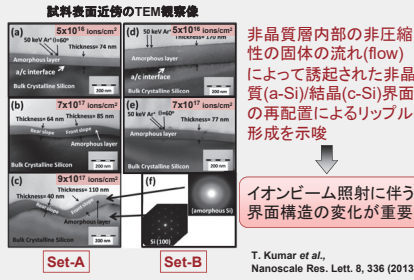 試料表面近傍のTEM観察像
(a)
5x10¹⁶ ions/cm²
50 keV Ar⁺ θ=60°
Thickness= 74 nm
Amorphous layer
a/c interface
Bulk Crystalline Silicon
200 nm
(d)
5x10¹⁶ ions/cm²
50 keV Ar⁺
Amorphous layer
a/c interface
Bulk Crystalline Silicon
200 nm
(b)
7x10¹⁷ ions/cm²
Thickness= 64 nm
Thickness= 85 nm
Rear slope
Front slope
Amorphous layer
Bulk Crystalline Silicon
200 nm
(e)
7x10¹⁷ ions/cm²
50 keV Ar⁺
Thickness= 77 nm
Amorphous layer
Bulk Crystalline Silicon
200 nm
(c)
9x10¹⁷ ions/cm²
Thickness= 110 nm
Thickness= 40 nm
Amorphous layer
Bulk Crystalline Silicon
200 nm
(f)
(amorphous Si)
Si (100)
Set-A
Set-B
非晶質層内部の非圧縮
性の固体の流れ(flow)
によって誘起された非晶
質(a-Si)/結晶(c-Si)界面
の再配置によるリップル
形成を示唆
イオンビーム照射に伴う
界面構造の変化が重要
T. Kumar et al.,
Nanoscale Res. Lett. 8, 336 (2013